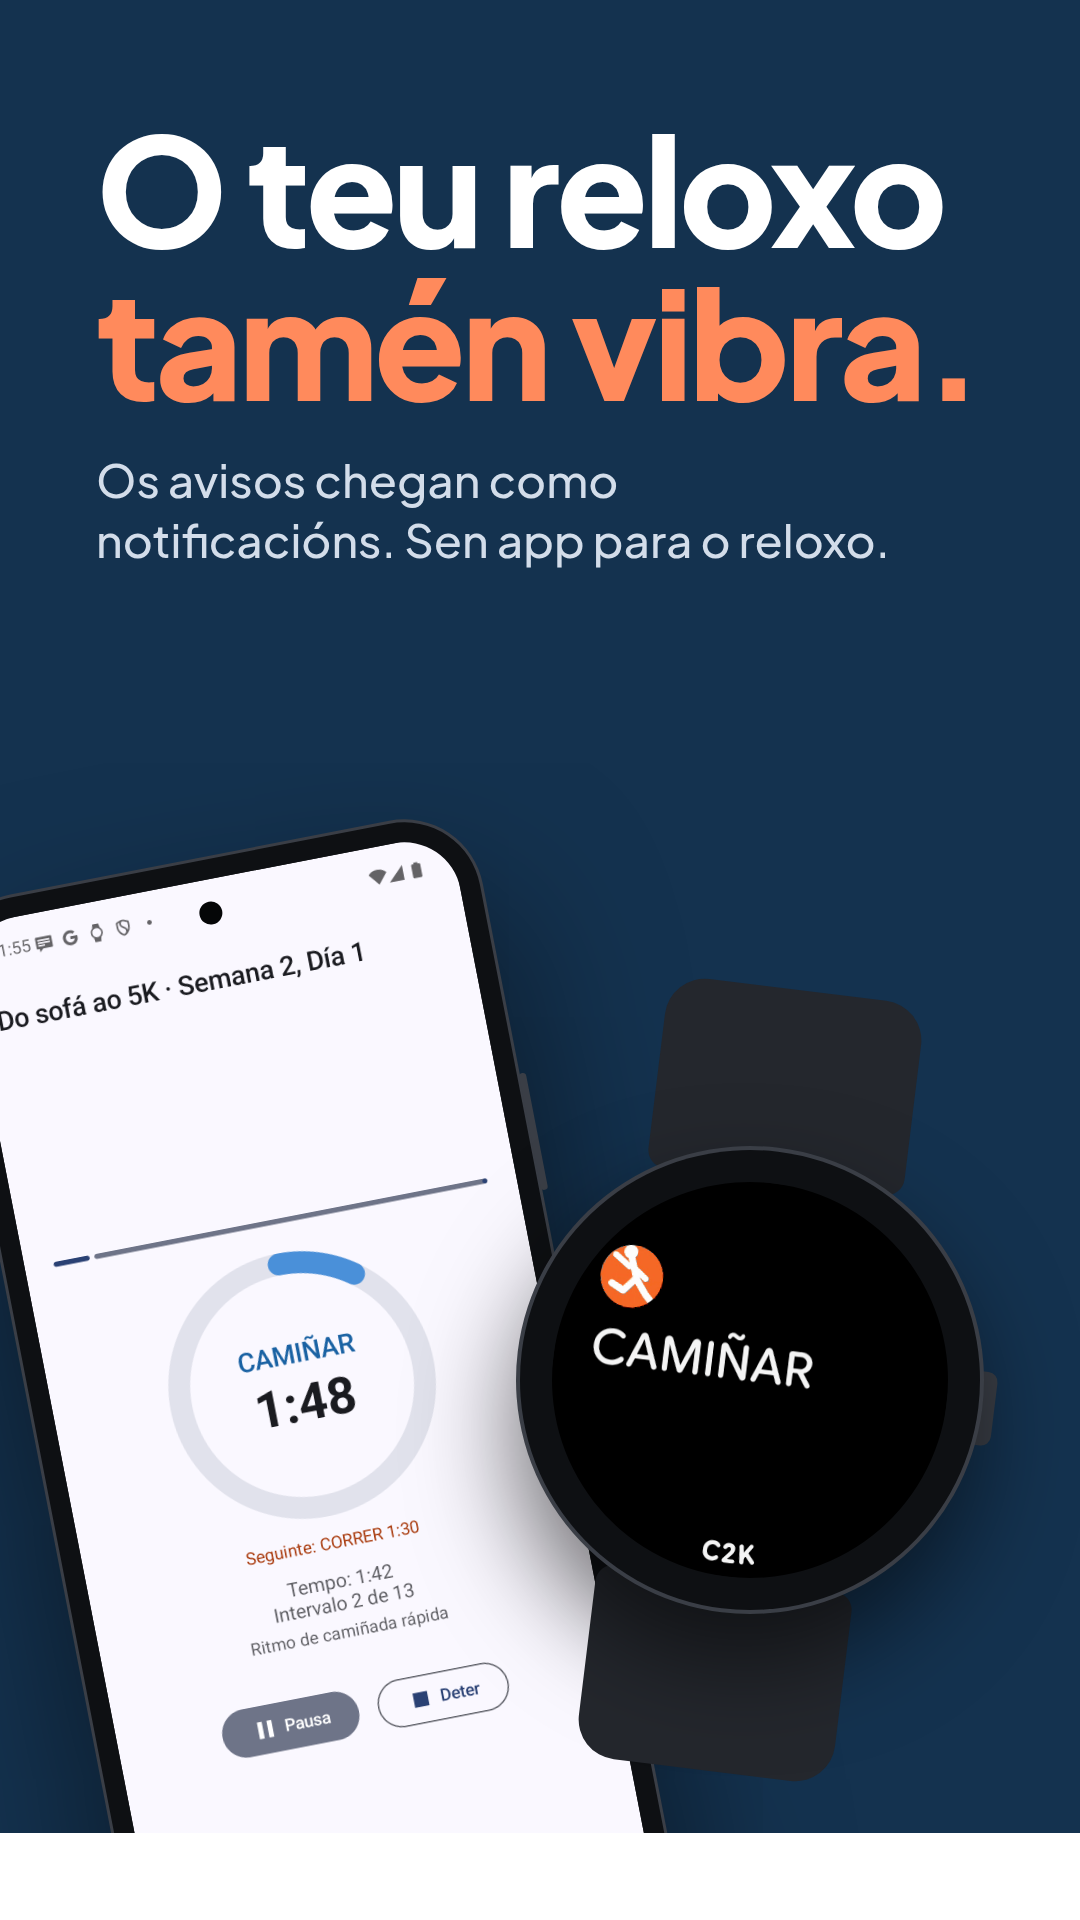 O teu reloxo
tamén vibra.
Os avisos chegan como
notificacións. Sen app para o reloxo.
1:55
Do sofá ao 5K · Semana 2, Día 1
CAMIÑAR
1:48
Seguinte: CORRER 1:30
Tempo: 1:42
Intervalo 2 de 13
Ritmo de camiñada rápida
Pausa
Deter
CAMIÑAR
C2K